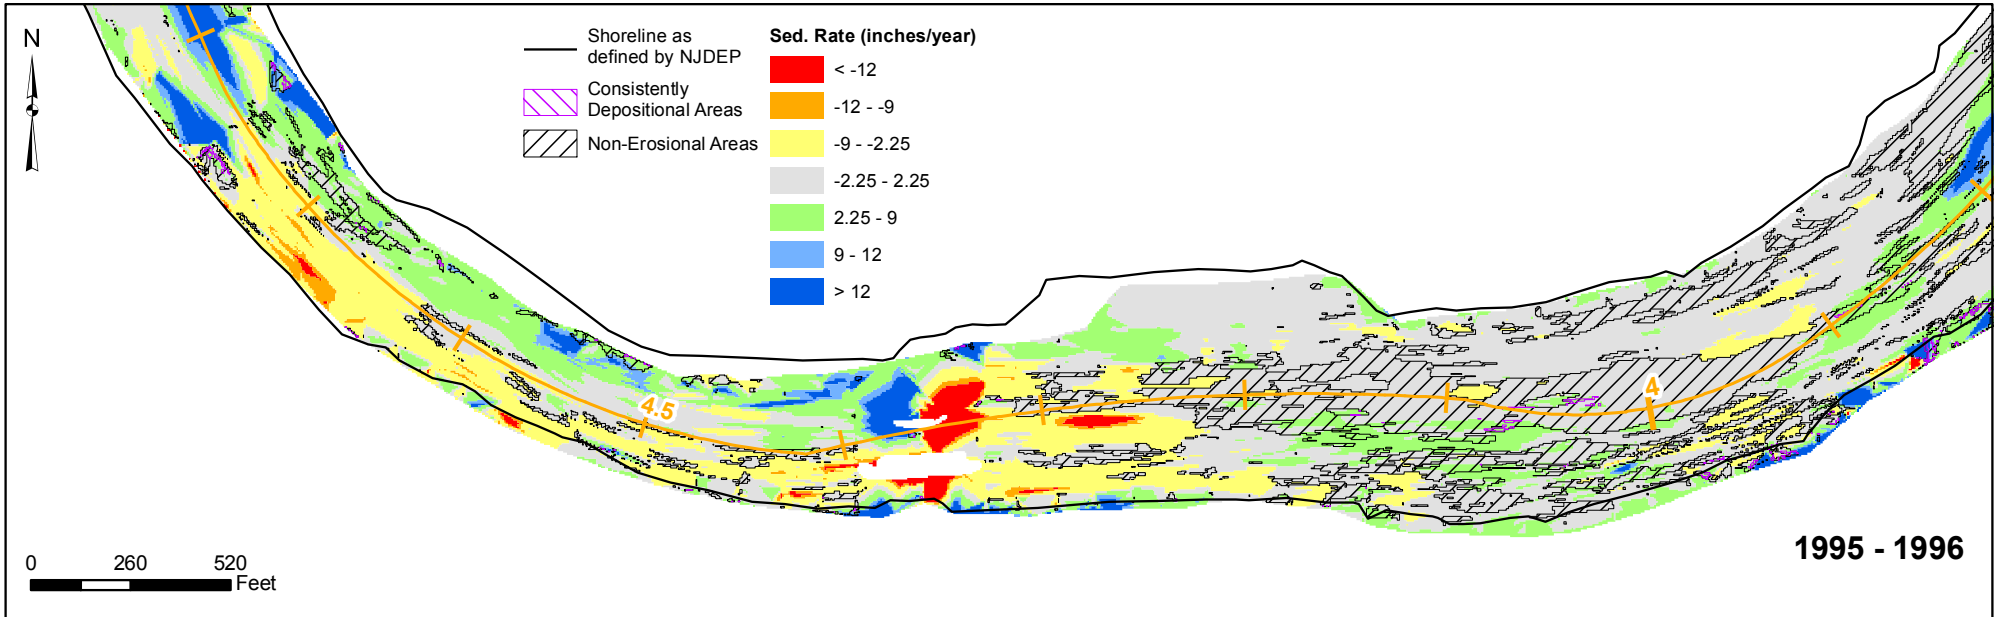 N
Shoreline as
defined by NJDEP
Consistently
Depositional Areas
Non-Erosional Areas
Sed. Rate (inches/year)
< -12
-12 - -9
-9 - -2.25
-2.25 - 2.25
2.25 - 9
9 - 12
> 12
4.5
4
0 260 520
Feet
1995 - 1996